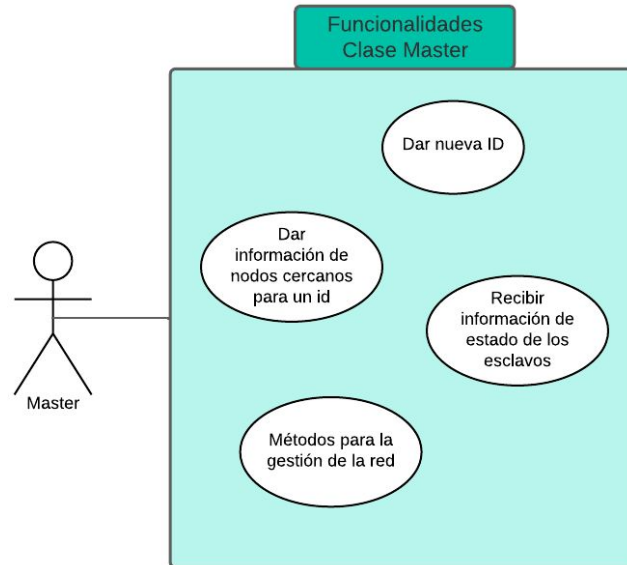 Funcionalidades
Clase Master
Dar nueva ID
Dar
información de
nodos cercanos
para un id
Recibir
información de
estado de los
esclavos
Master
Métodos para la
gestión de la red